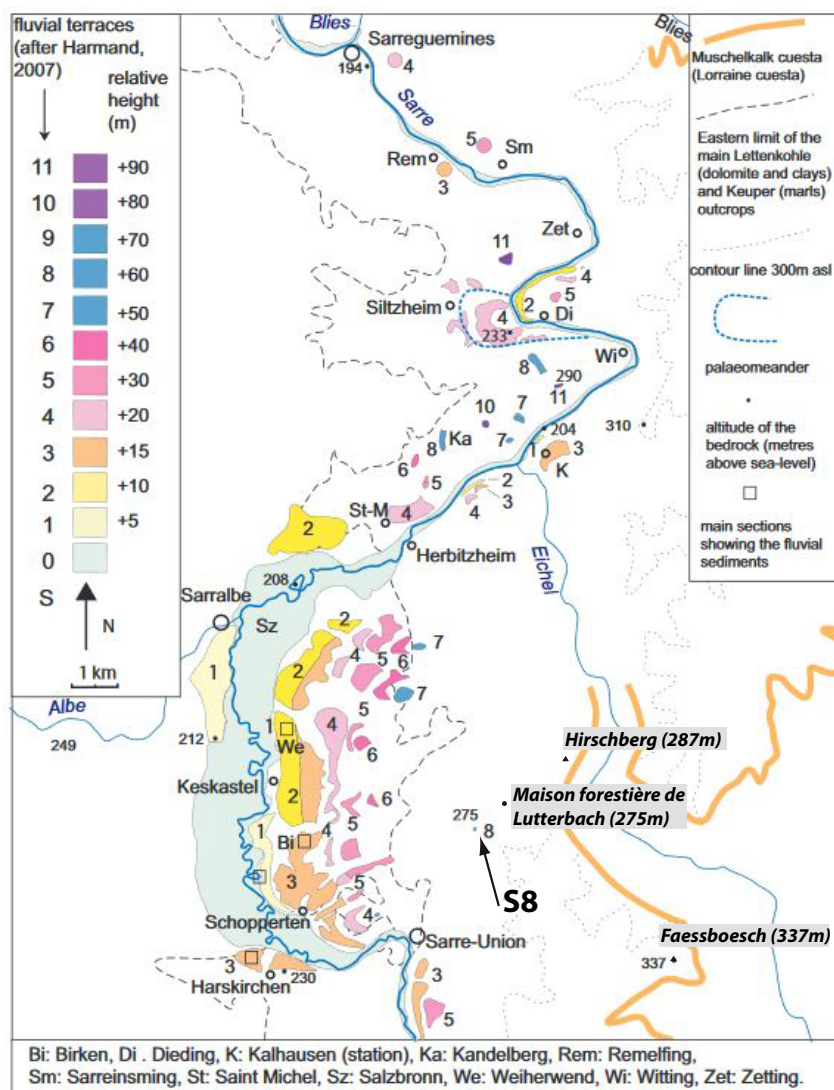 fluvial terraces
(after Harmand,
2007)
relative
height
(m)
11 +90
10 +80
9 +70
8 +60
7 +50
6 +40
5 +30
4 +20
3 +15
2 +10
1 +5
0
S
N
1 km
Muschelkalk cuesta
(Lorraine cuesta)
Eastern limit of the
main Lettenkohle
(dolomite and clays)
and Keuper (marls)
outcrops
contour line 300m asl
palaeomeander
altitude of the
bedrock (metres
above sea-level)
main sections
showing the fluvial
sediments
Blies
Blies
Sarreguemines
194
4
Sarre
5
Sm
Rem
3
Zet
11
4
Siltzheim
5
2
4
Di
233
Wi
8
290
11
10
7
Ka
8
7
204
310
6
1
3
K
5
2
3
4
St-M
4
2
Herbitzheim
Eichel
208
Sarralbe
Sz
2
1
2
4
5
6
7
7
Albe
5
249
212
1
4
We
6
Hirschberg (287m)
Keskastel
2
6
Maison forestière de
Lutterbach (275m)
275
8
1
4
5
Bi
3
5
S8
Schopperten
4
Sarre-Union
Faessboesch (337m)
337
3
230
Harskirchen
3
5
Bi: Birken, Di . Dieding, K: Kalhausen (station), Ka: Kandelberg, Rem: Remelfing,
Sm: Sarreinsming, St: Saint Michel, Sz: Salzbronn, We: Weiherwend, Wi: Witting, Zet: Zetting.